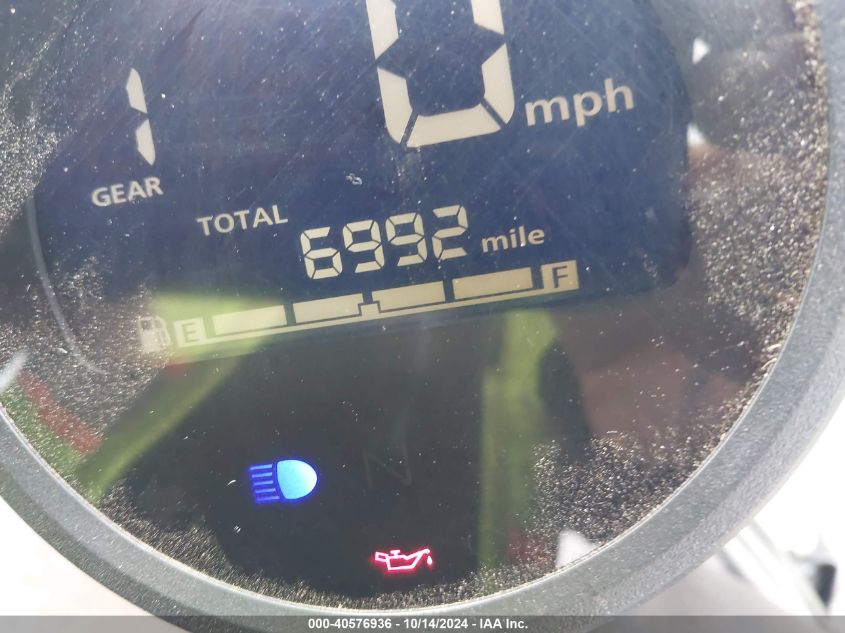 0 mph
1
GEAR
TOTAL 6992 mile
E F
N
000-40576936 - 10/14/2024 - IAA Inc.